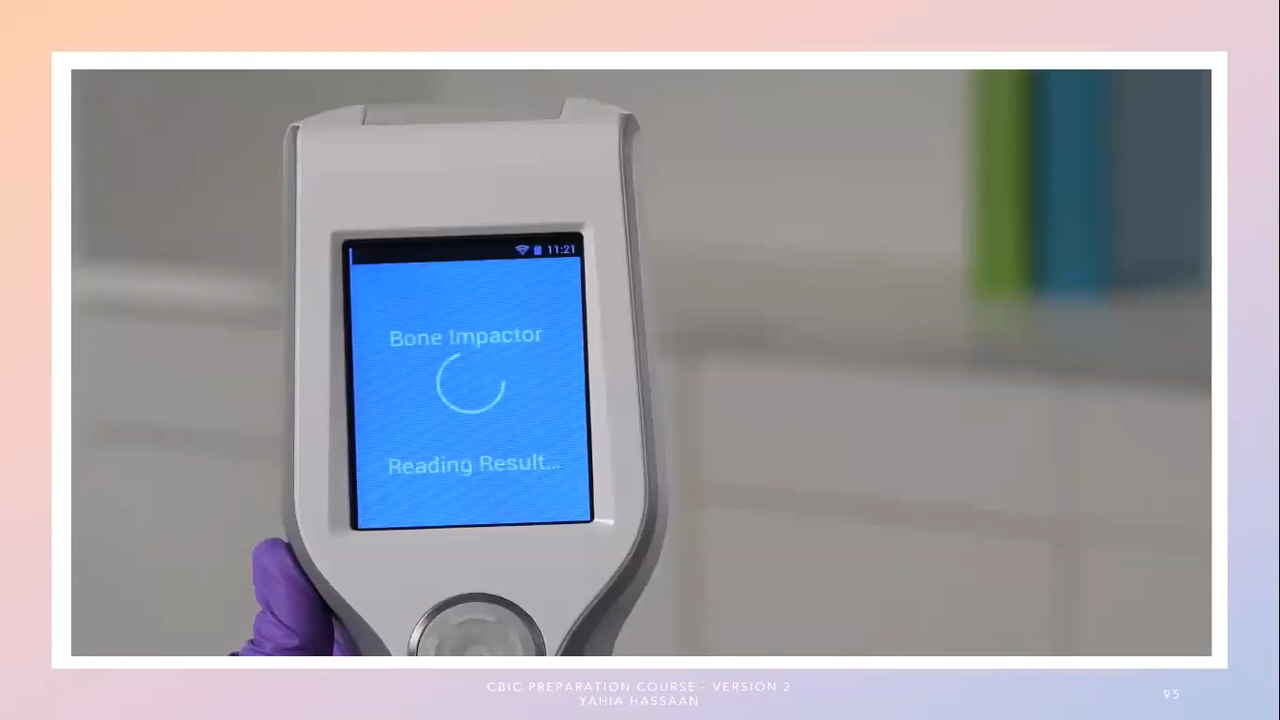 11:21
Bone Impactor
Reading Result...
CBIC PREPARATION COURSE - VERSION 2
YAHIA HASSAAN
95